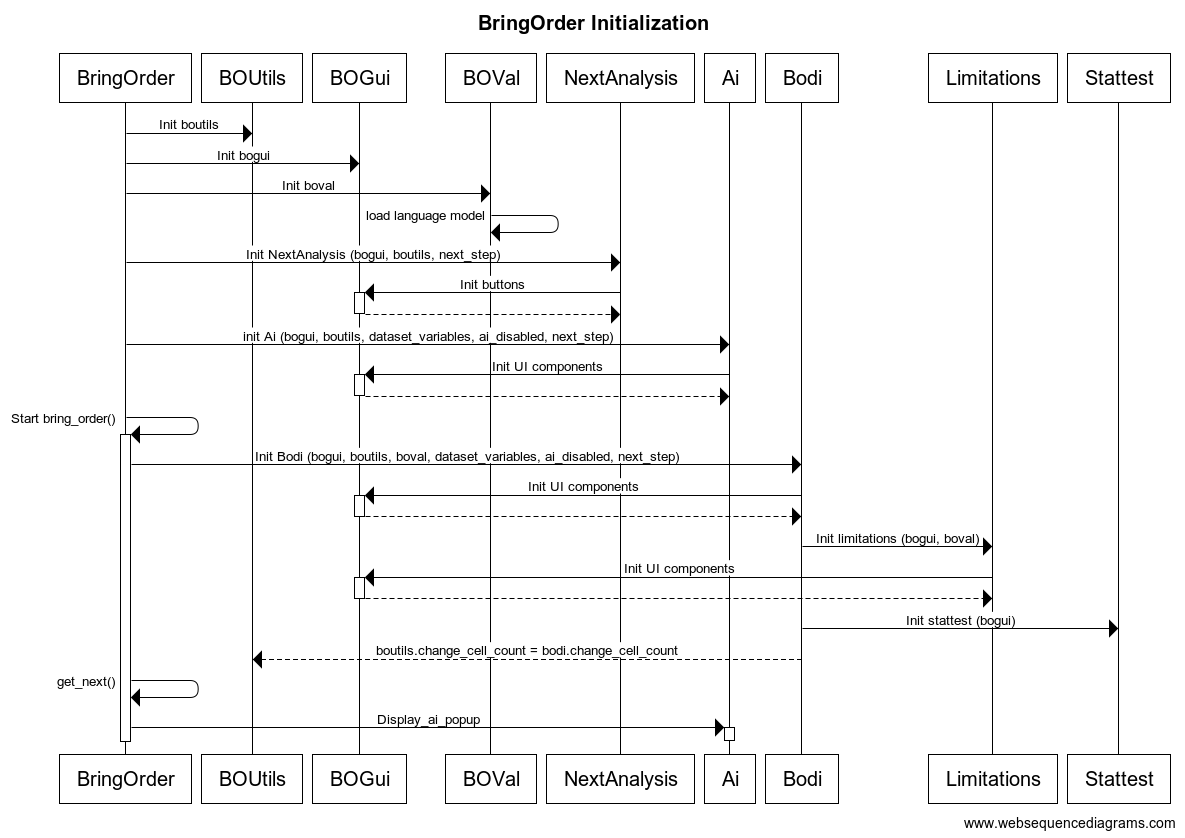 BringOrder Initialization
BringOrder BOUtils BOGui BOVal NextAnalysis Ai Bodi Limitations Stattest
Init boutils
Init bogui
Init boval
load language model
Init NextAnalysis (bogui, boutils, next_step)
Init buttons
init Ai (bogui, boutils, dataset_variables, ai_disabled, next_step)
Init UI components
Start bring_order()
Init Bodi (bogui, boutils, boval, dataset_variables, ai_disabled, next_step)
Init UI components
Init limitations (bogui, boval)
Init UI components
Init stattest (bogui)
boutils.change_cell_count = bodi.change_cell_count
get_next()
Display_ai_popup
BringOrder BOUtils BOGui BOVal NextAnalysis Ai Bodi Limitations Stattest
www.websequencediagrams.com